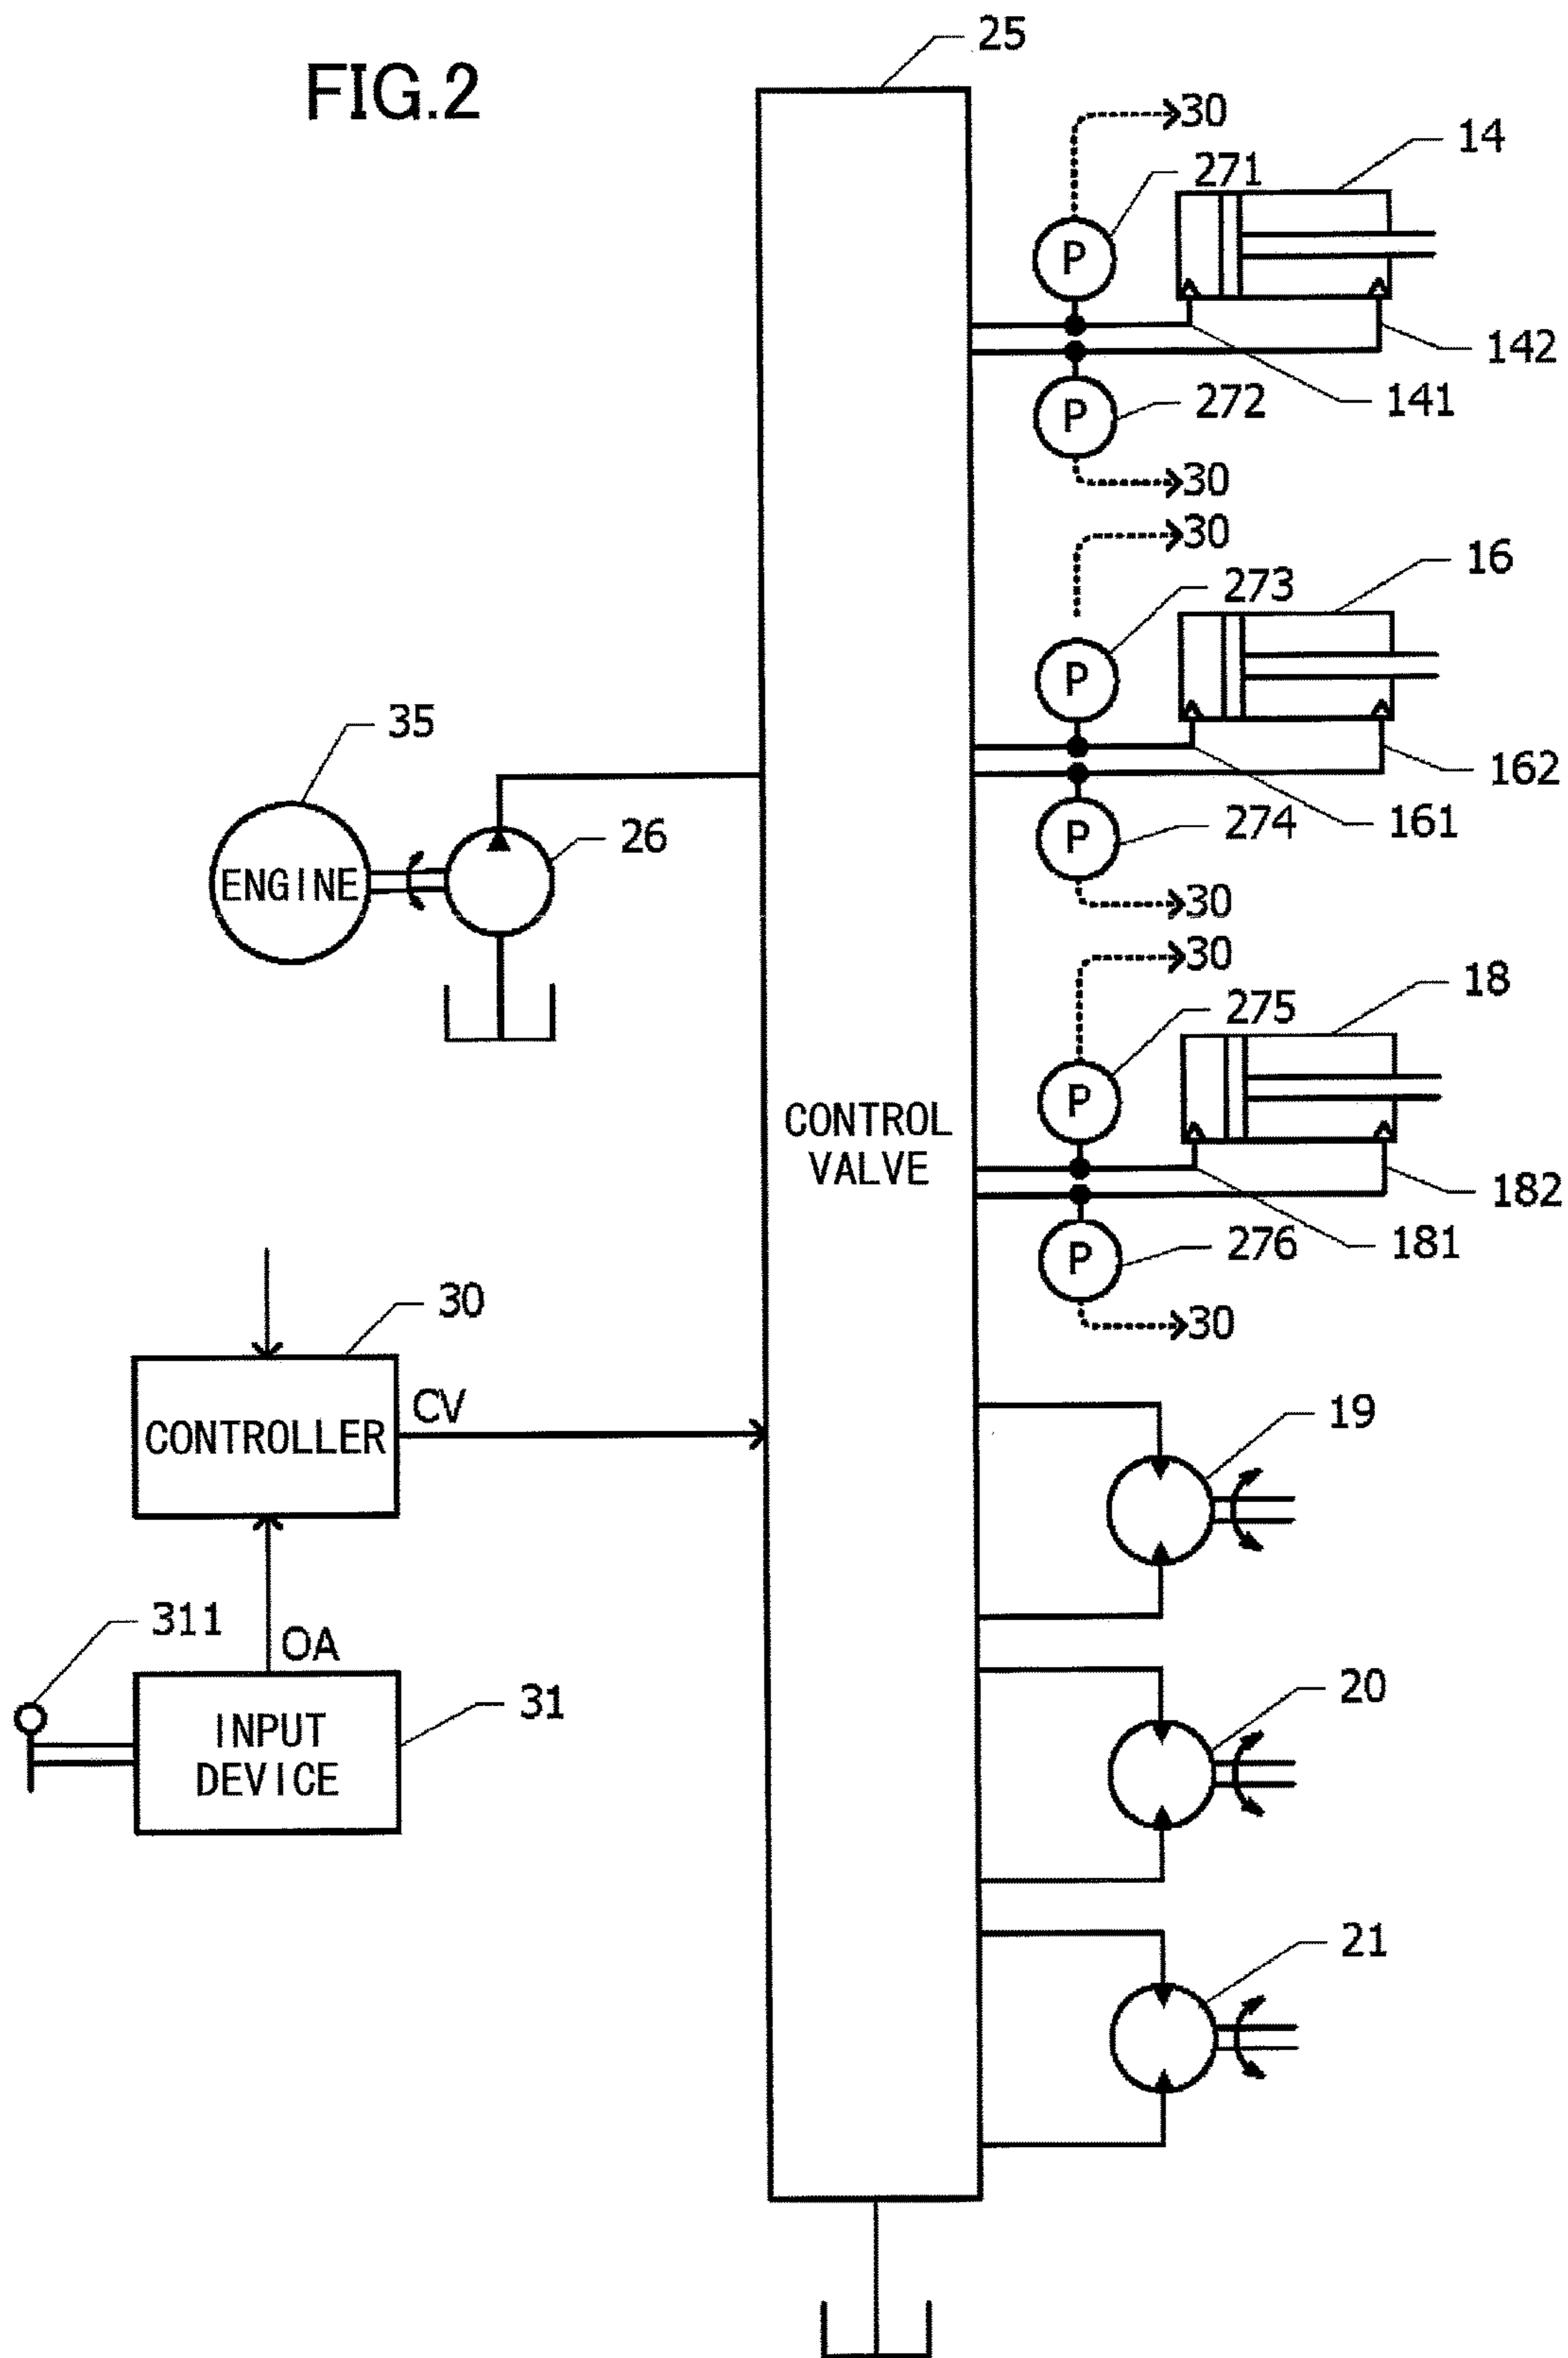 FIG.2
25
30
14
271
P
142
141
272
P
30
30
16
273
P
35
162
26
161
274
P
ENGINE
30
30
18
275
P
CONTROL
VALVE
182
181
276
P
30
30
CV
19
CONTROLLER
311
OA
20
31
INPUT
DEVICE
21